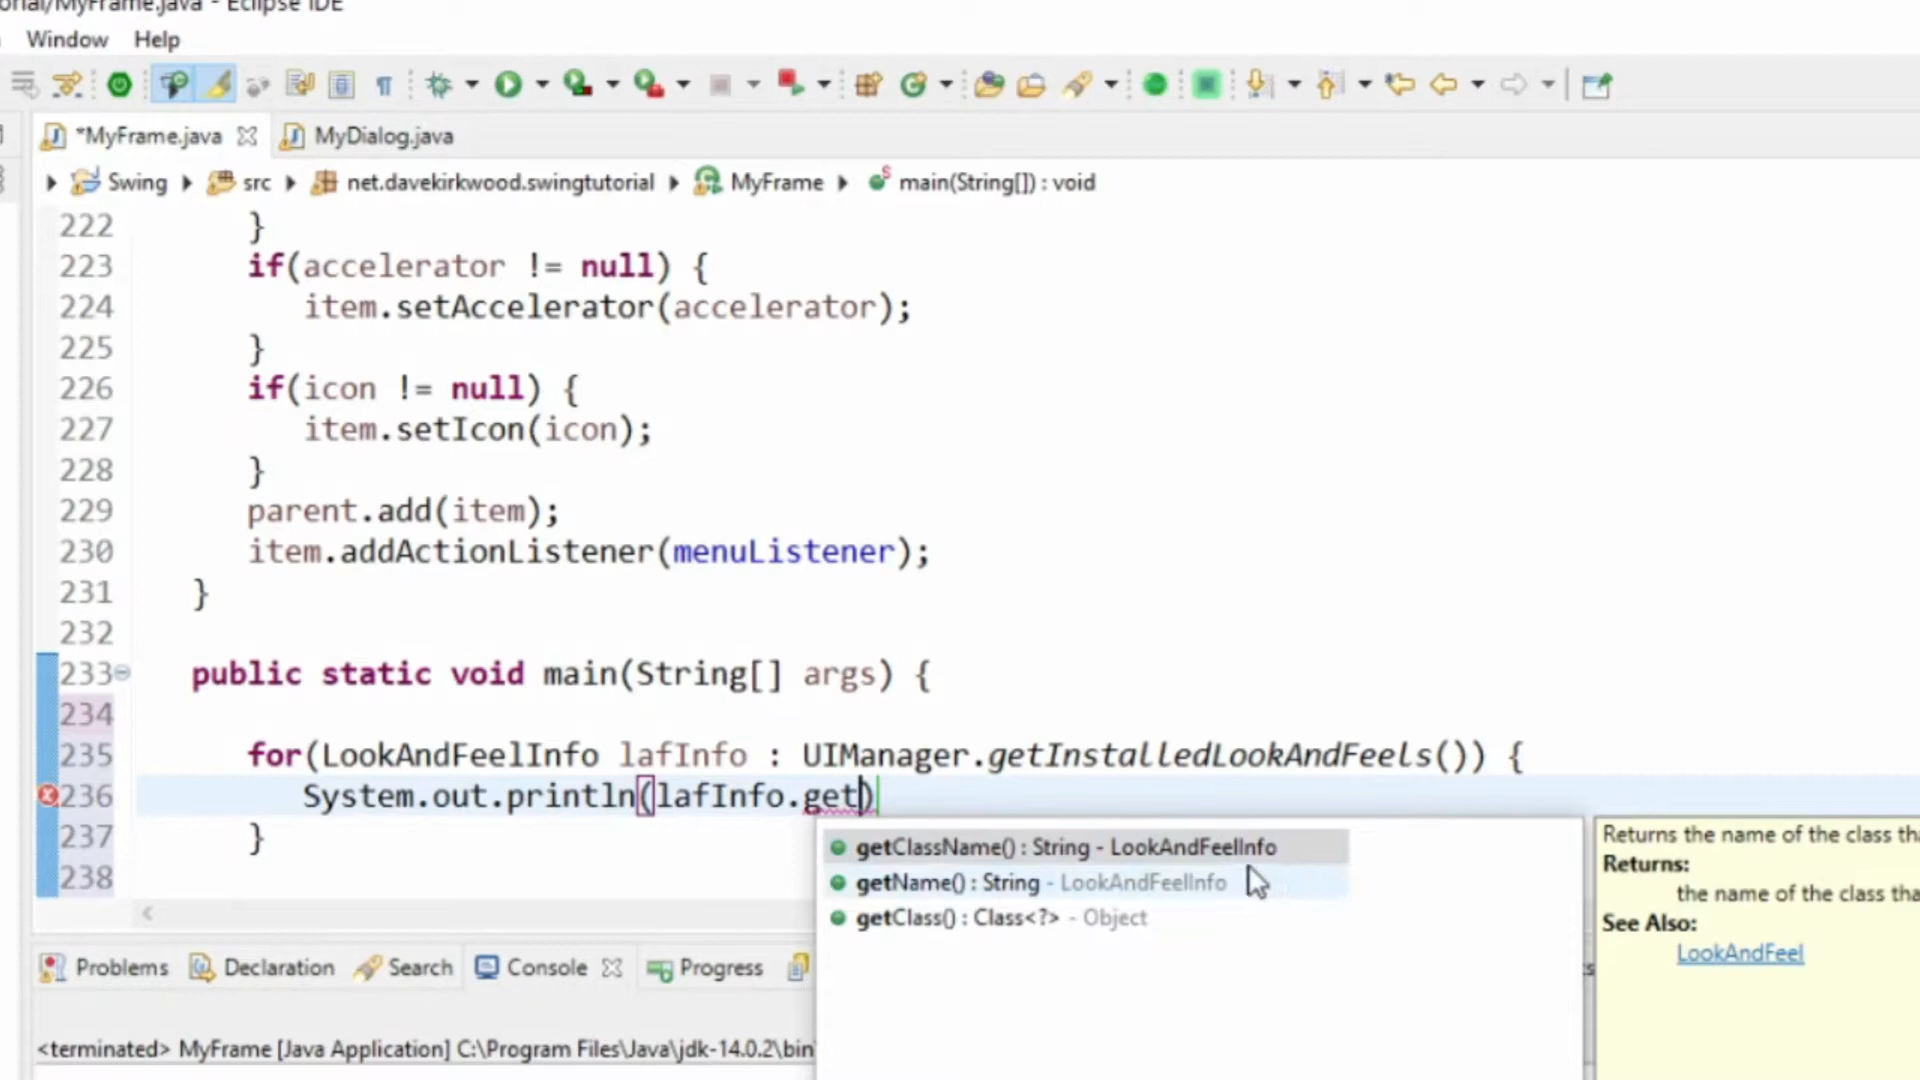 orial/MyFrame.java - Eclipse IDE
Window Help
*MyFrame.java MyDialog.java
Swing src net.davekirkwood.swingtutorial MyFrame main(String[]) : void
222 }
223 if(accelerator != null) {
224 item.setAccelerator(accelerator);
225 }
226 if(icon != null) {
227 item.setIcon(icon);
228 }
229 parent.add(item);
230 item.addActionListener(menuListener);
231 }
232
233 public static void main(String[] args) {
234
235 for(LookAndFeelInfo lafInfo : UIManager.getInstalledLookAndFeels()) {
236 System.out.println(lafInfo.get)
237 }
238
getClassName() : String - LookAndFeelInfo
getName() : String - LookAndFeelInfo
getClass() : Class<?> - Object
Returns the name of the class tha
Returns:
the name of the class tha
See Also:
LookAndFeel
Problems Declaration Search Console Progress
<terminated> MyFrame [Java Application] C:\Program Files\Java\jdk-14.0.2\bin